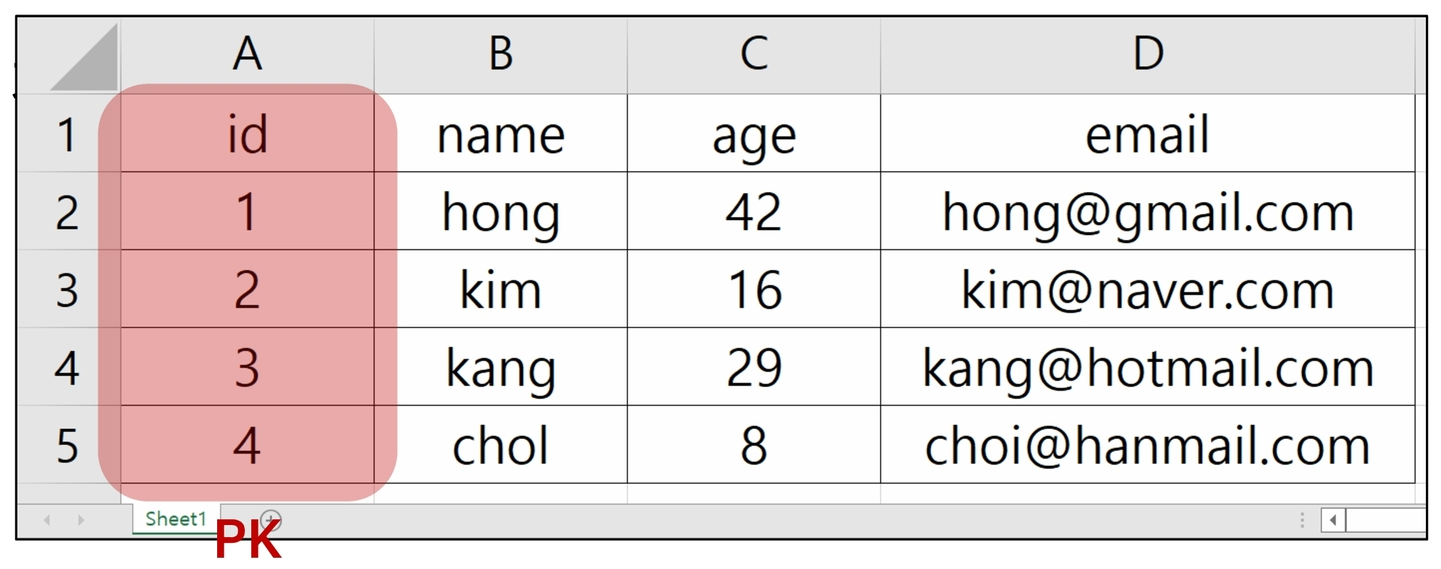 A B C D
1 id name age email
2 1 hong 42 hong@gmail.com
3 2 kim 16 kim@naver.com
4 3 kang 29 kang@hotmail.com
5 4 chol 8 choi@hanmail.com
Sheet1
PK